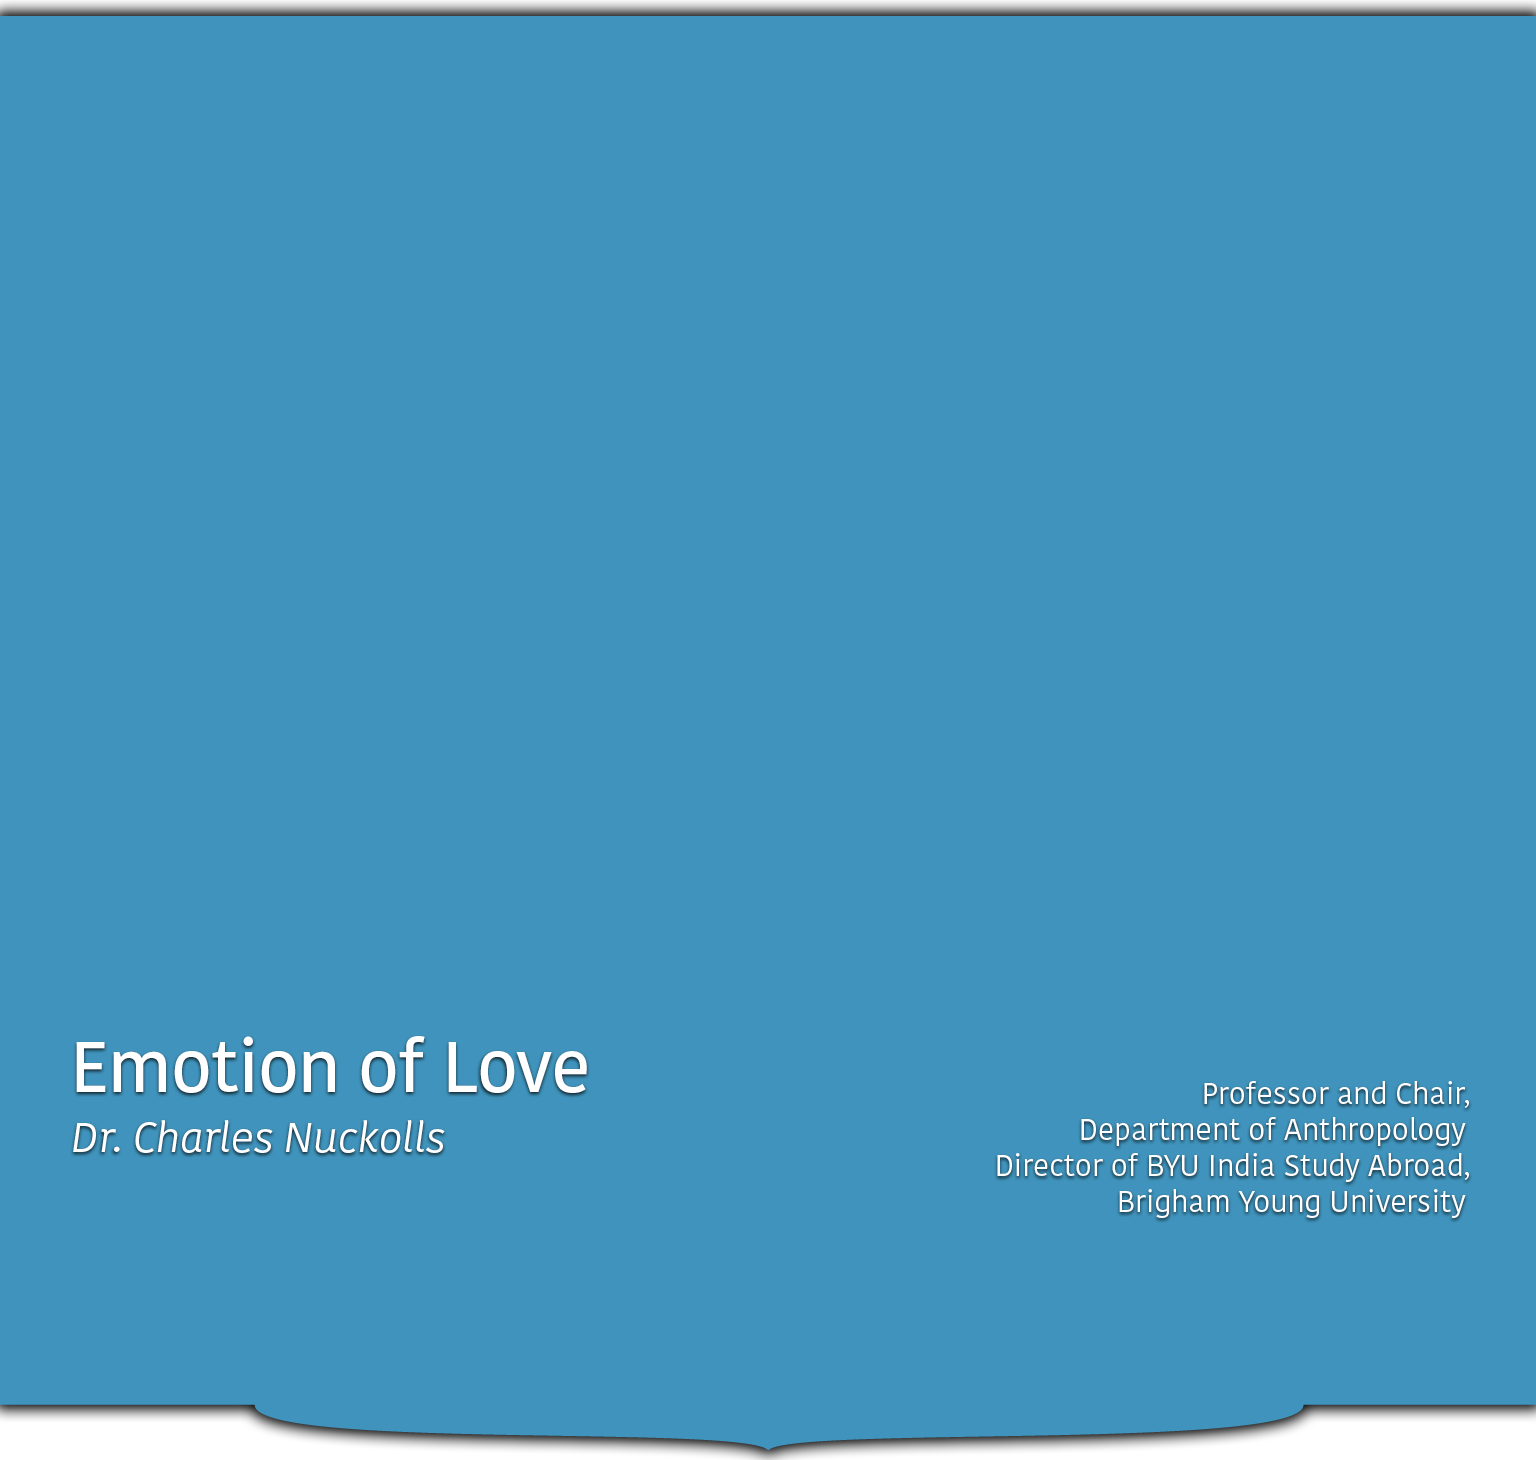 Emotion of Love
Dr. Charles Nuckolls
Professor and Chair,
Department of Anthropology
Director of BYU India Study Abroad,
Brigham Young University